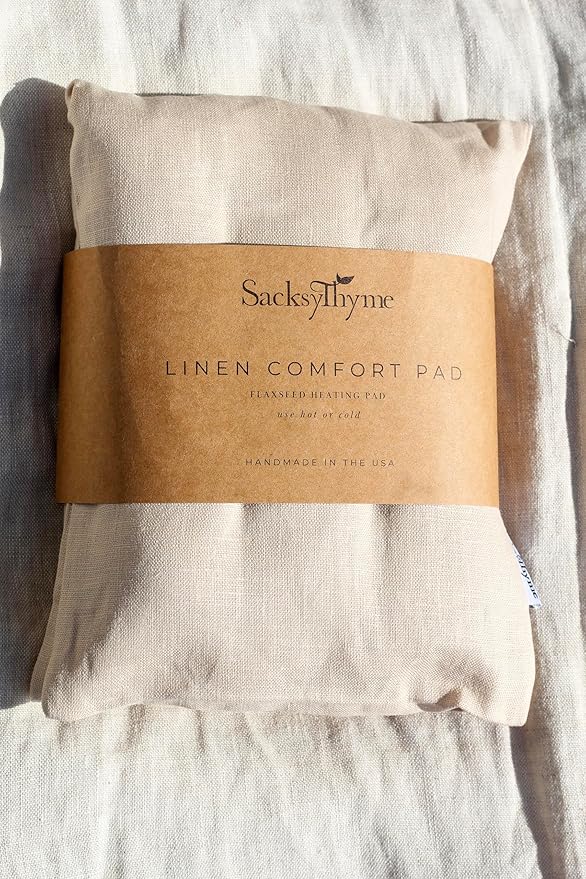 SacksyThyme
LINEN COMFORT PAD
FLAXSEED HEATING PAD
use hot or cold
HANDMADE IN THE USA